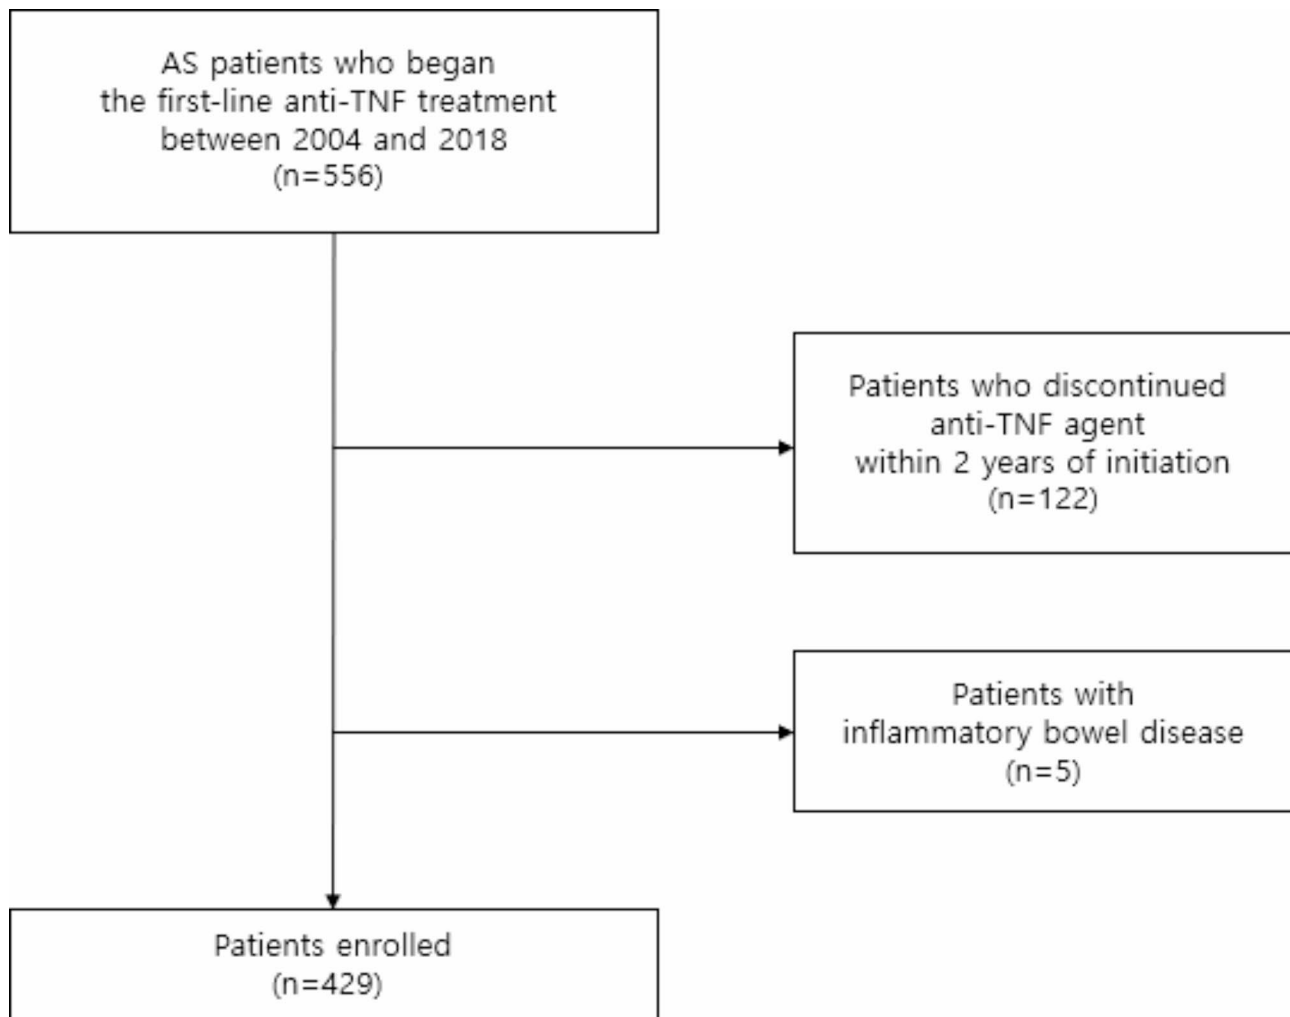 AS patients who began
the first-line anti-TNF treatment
between 2004 and 2018
(n=556)
Patients who discontinued
anti-TNF agent
within 2 years of initiation
(n=122)
Patients with
inflammatory bowel disease
(n=5)
Patients enrolled
(n=429)